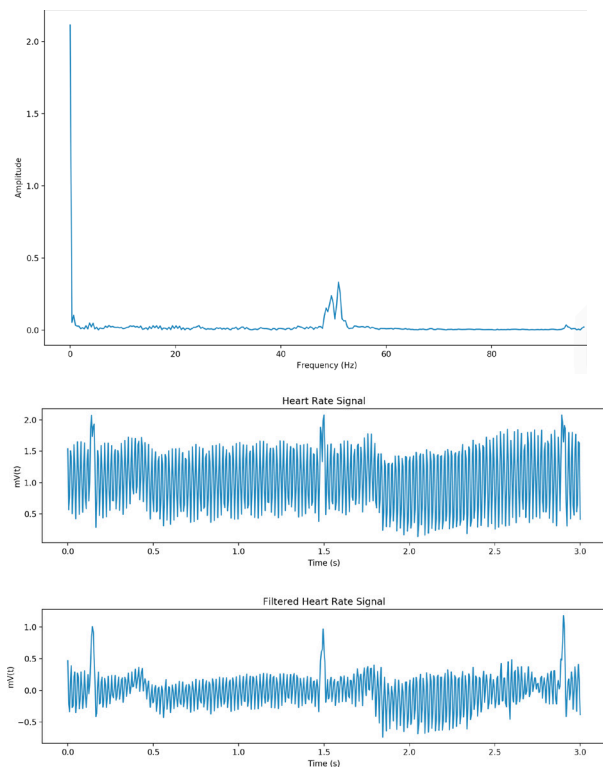 2.0
1.5
1.0
0.5
0.0
Amplitude
0 20 40 60 80
Frequency (Hz)
Heart Rate Signal
2.0
1.5
1.0
0.5
mV(t)
0.0 0.5 1.0 1.5 2.0 2.5 3.0
Time (s)
Filtered Heart Rate Signal
1.0
0.5
0.0
−0.5
mV(t)
0.0 0.5 1.0 1.5 2.0 2.5 3.0
Time (s)